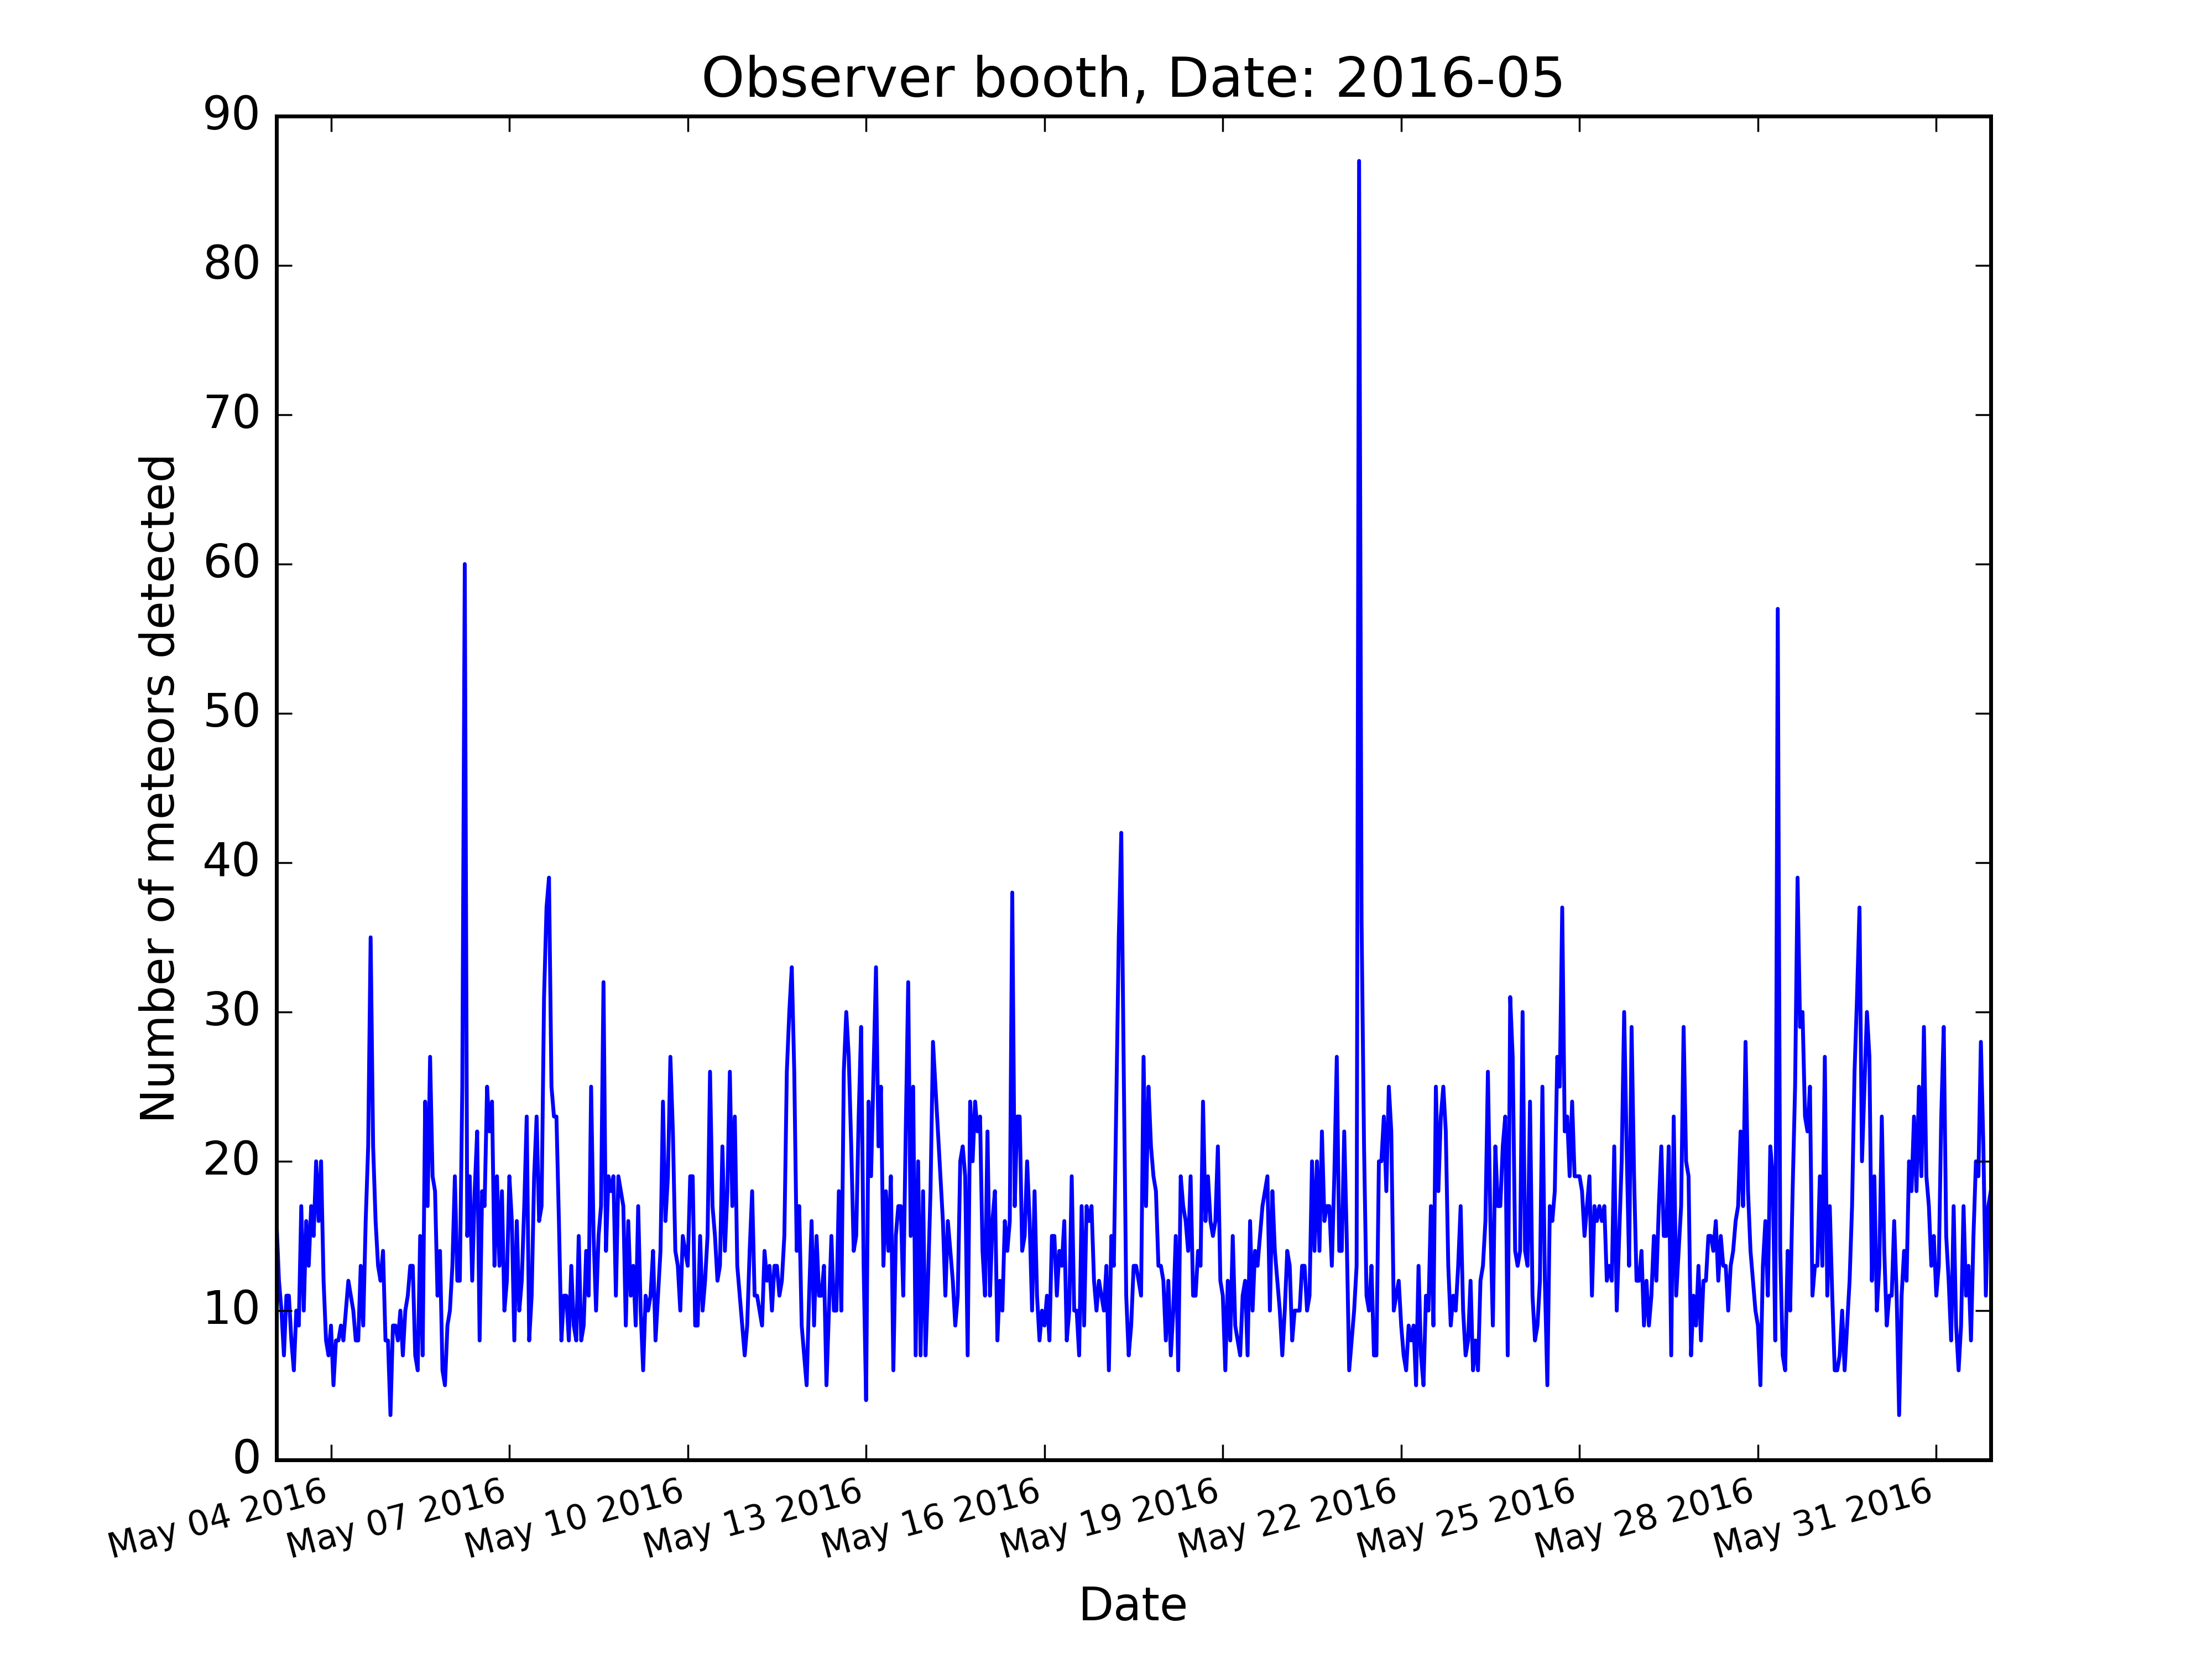 Observer booth, Date: 2016-05
90
80
70
60
50
40
30
20
10
0
Number of meteors detected
May 04 2016
May 07 2016
May 10 2016
May 13 2016
May 16 2016
May 19 2016
May 22 2016
May 25 2016
May 28 2016
May 31 2016
Date